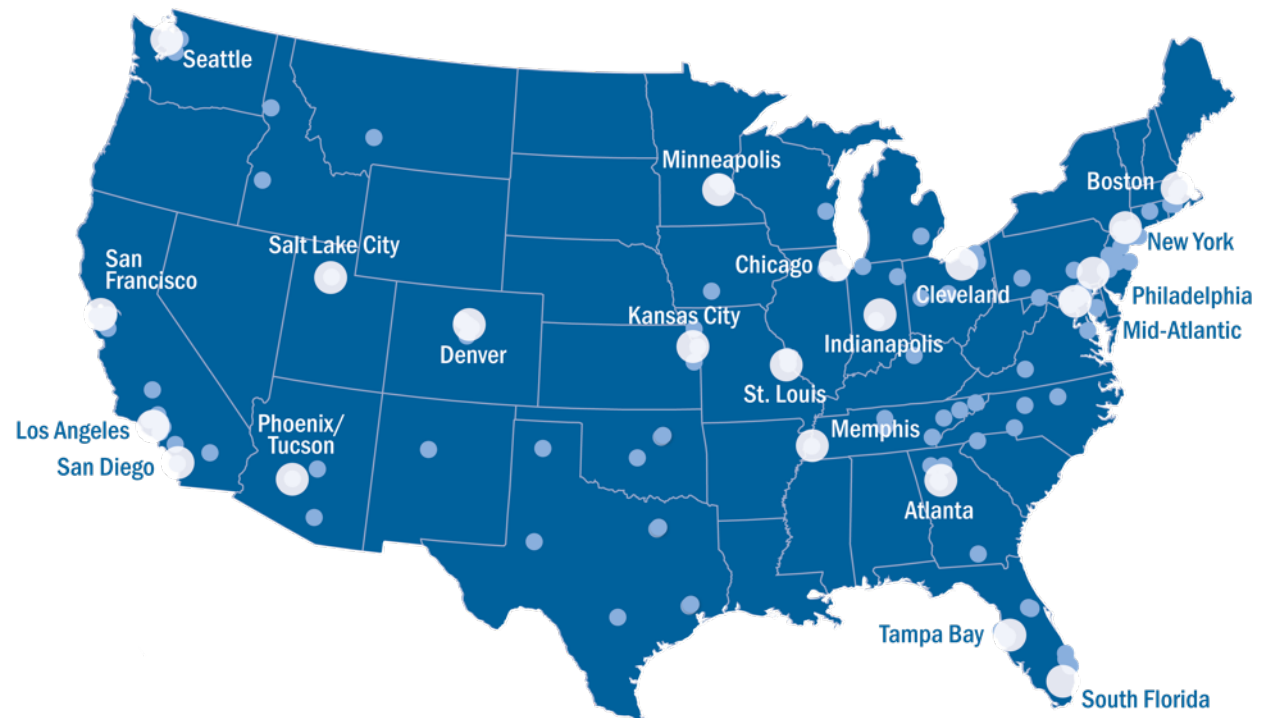 Seattle
Minneapolis
Boston
New York
Salt Lake City
San
Francisco
Chicago
Cleveland
Philadelphia
Kansas City
Mid-Atlantic
Indianapolis
Denver
St. Louis
Phoenix/
Tucson
Los Angeles
Memphis
San Diego
Atlanta
Tampa Bay
South Florida